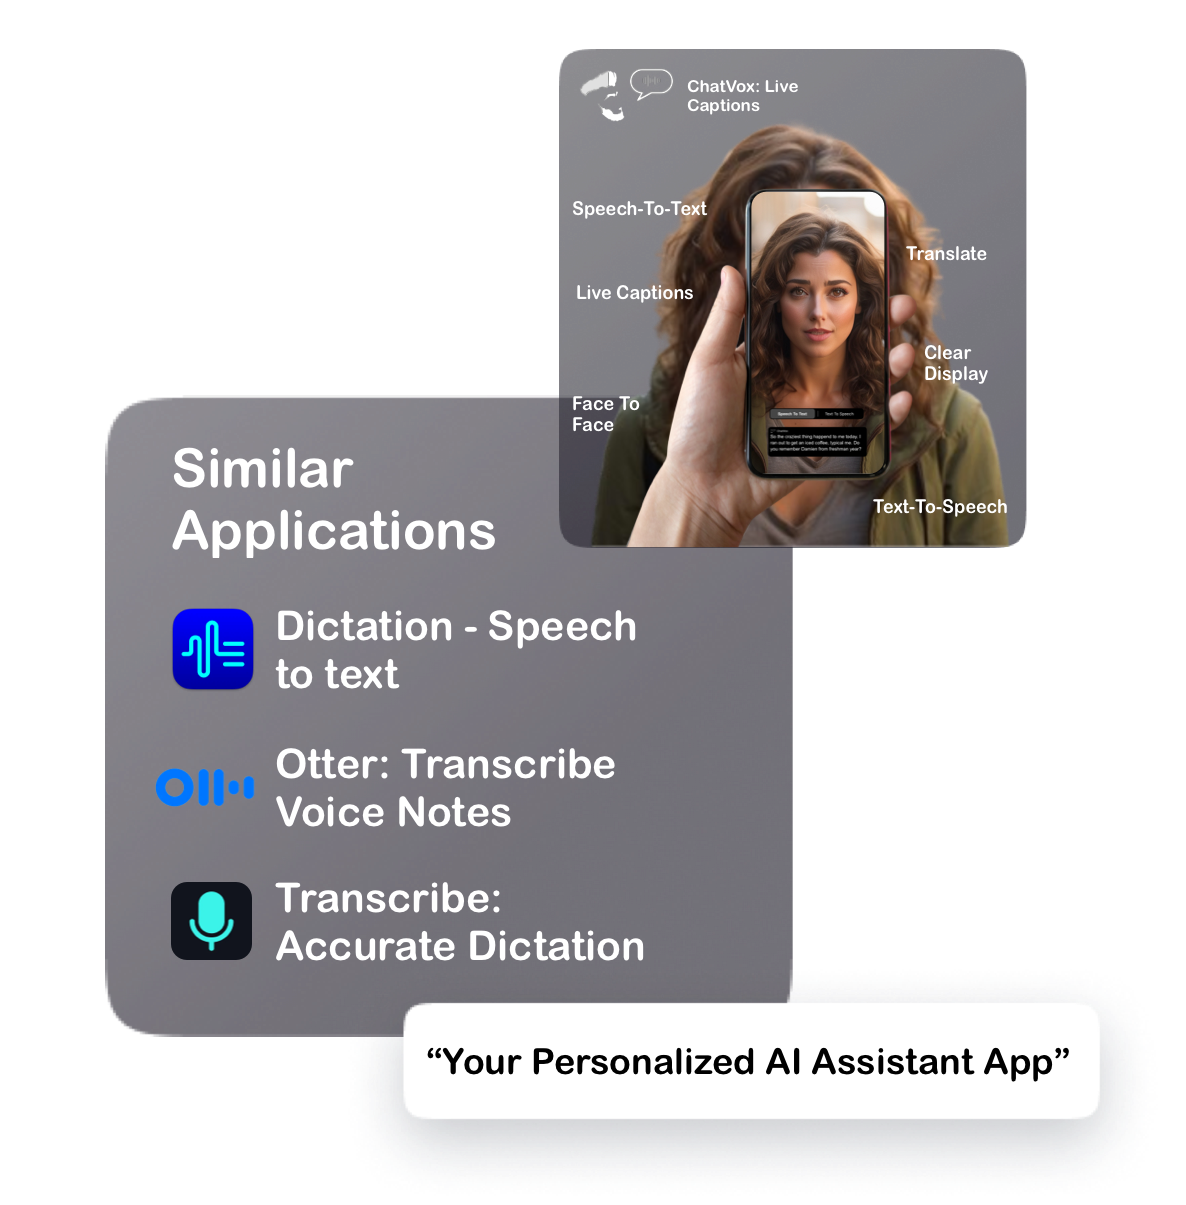 ChatVox: Live
Captions
Speech-To-Text
Translate
Live Captions
Clear
Display
Face To
Face
Speech To Text
Text To Speech
So the craziest thing happend to me today. I
ran out to get an iced coffee, typical me. Do
you remember Damien from freshman year?
Text-To-Speech
Similar
Applications
Dictation - Speech
to text
Otter: Transcribe
Voice Notes
Transcribe:
Accurate Dictation
“Your Personalized AI Assistant App”